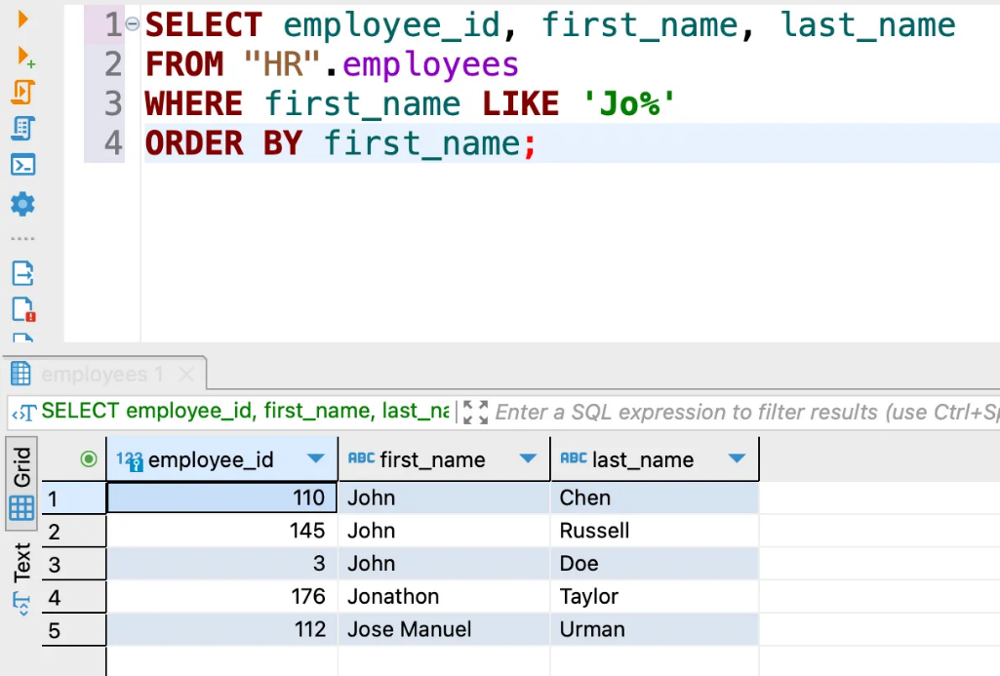 1 SELECT employee_id, first_name, last_name
2 FROM "HR".employees
3 WHERE first_name LIKE 'Jo%'
4 ORDER BY first_name;
employees 1
SELECT employee_id, first_name, last_na
Enter a SQL expression to filter results (use Ctrl+Sp
Grid
Text
123 employee_id ABC first_name ABC last_name
1 110 John Chen
2 145 John Russell
3 3 John Doe
4 176 Jonathon Taylor
5 112 Jose Manuel Urman